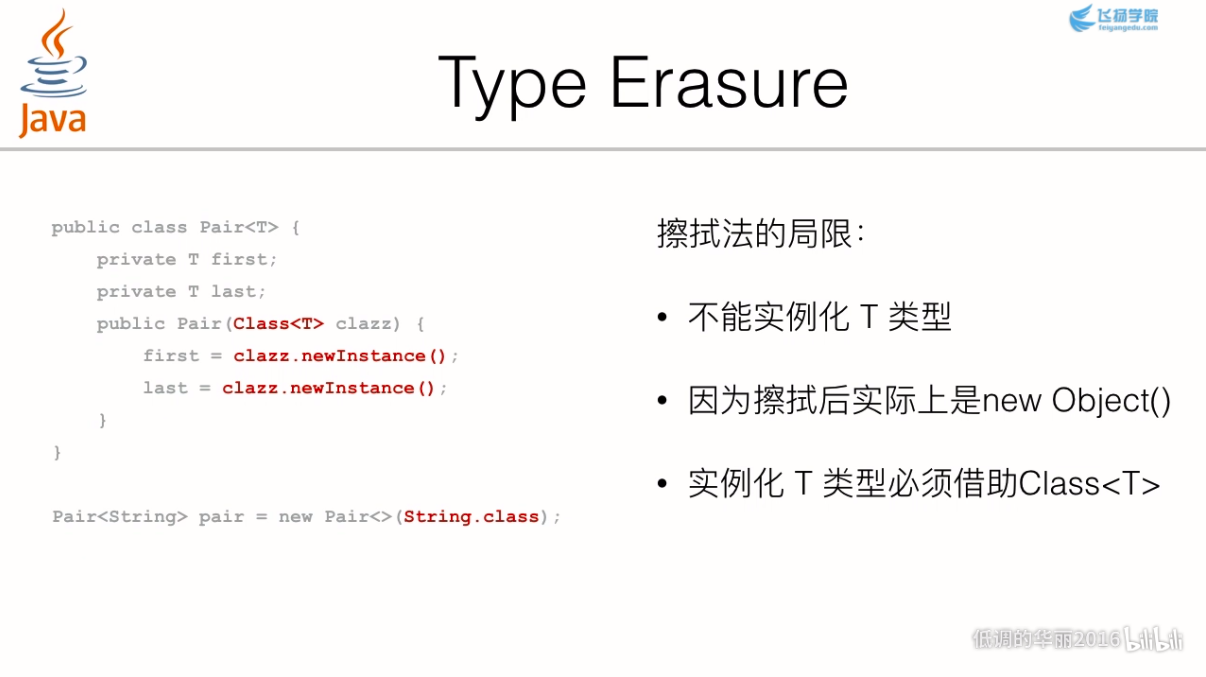 Java
飞扬学院
feiyangedu.com
Type Erasure
public class Pair<T> {
    private T first;
    private T last;
    public Pair(Class<T> clazz) {
        first = clazz.newInstance();
        last = clazz.newInstance();
    }
}
Pair<String> pair = new Pair<>(String.class);
擦拭法的局限：
• 不能实例化 T 类型
• 因为擦拭后实际上是new Object()
• 实例化 T 类型必须借助Class<T>
低调的华丽2016 bilibili